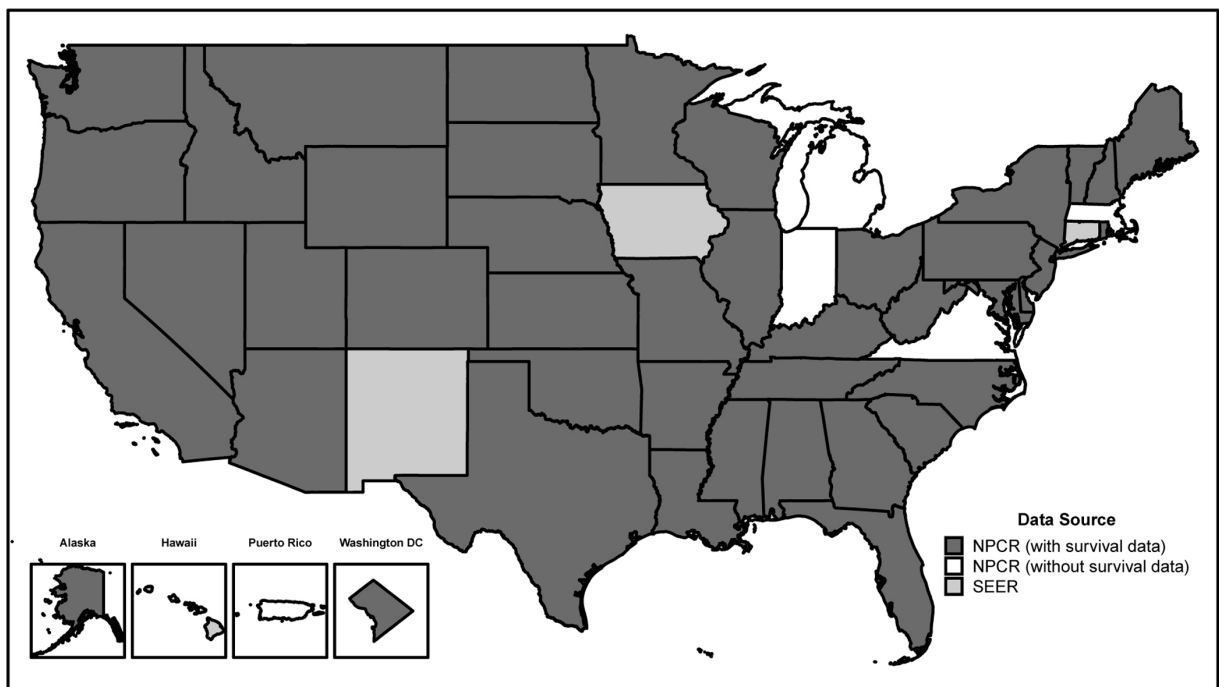 Data Source
NPCR (with survival data)
NPCR (without survival data)
SEER
Alaska
Hawaii
Puerto Rico
Washington DC